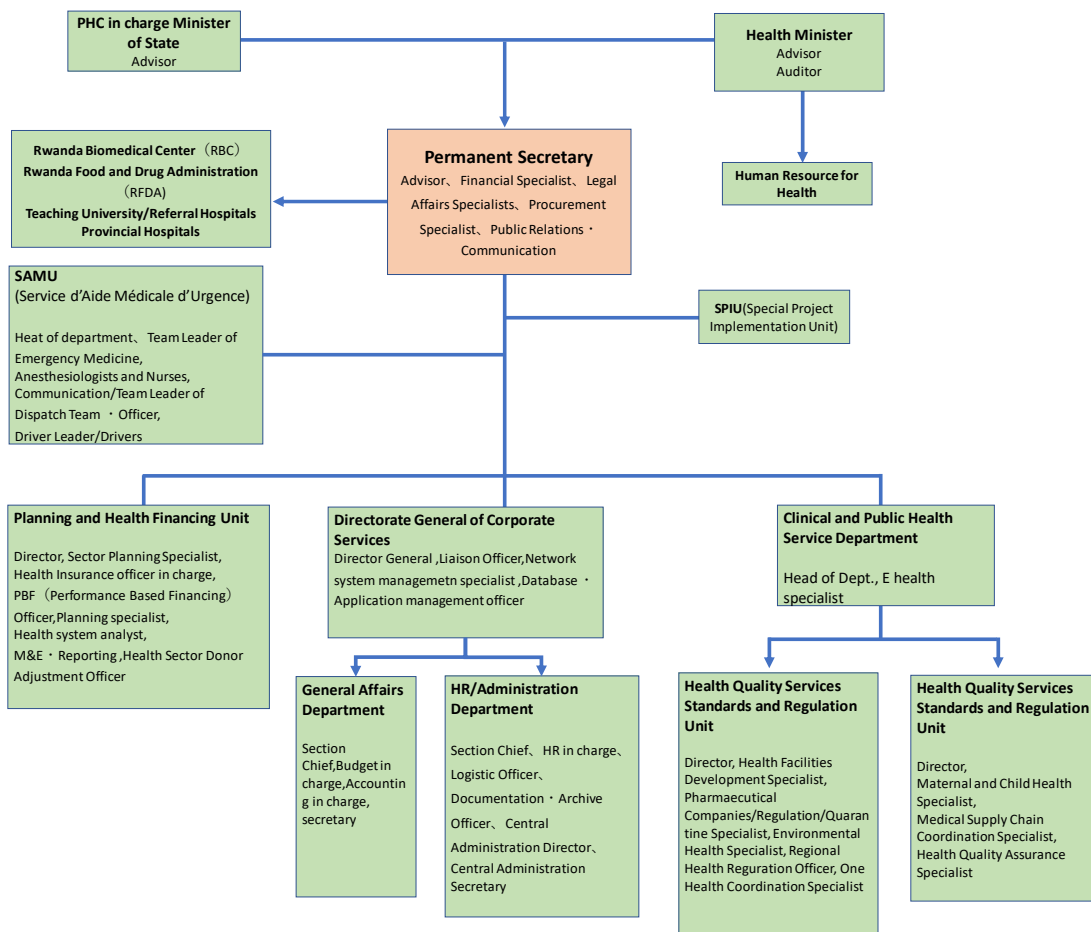 PHC in charge Minister
of State
Advisor
Health Minister
Advisor
Auditor
Rwanda Biomedical Center（RBC）
Rwanda Food and Drug Administration
（RFDA)
Teaching University/Referral Hospitals
Provincial Hospitals
Permanent Secretary
Advisor、Financial Specialist、Legal
Affairs Specialists、Procurement
Specialist、Public Relations・
Communication
Human Resource for
Health
SAMU
(Service d’Aide Médicale d’Urgence)
Heat of department、Team Leader of
Emergency Medicine,
Anesthesiologists and Nurses,
Communication/Team Leader of
Dispatch Team ・Officer,
Driver Leader/Drivers
SPIU(Special Project
Implementation Unit)
Planning and Health Financing Unit
Director, Sector Planning Specialist,
Health Insurance officer in charge,
PBF（Performance Based Financing）
Officer,Planning specialist,
Health system analyst,
M&E・Reporting ,Health Sector Donor
Adjustment Officer
Directorate General of Corporate
Services
Director General ,Liaison Officer,Network
system managemetn specialist ,Database・
Application management officer
Clinical and Public Health
Service Department
Head of Dept., E health
specialist
General Affairs
Department
Section
Chief,Budget in
charge,Accountin
g in charge,
secretary
HR/Administration
Department
Section Chief、HR in charge、
Logistic Officer、
Documentation・Archive
Officer、Central
Administration Director、
Central Administration
Secretary
Health Quality Services
Standards and Regulation
Unit
Director, Health Facilities
Development Specialist,
Pharmaecutical
Companies/Regulation/Quaran
tine Specialist, Environmental
Health Specialist, Regional
Health Reguration Officer, One
Health Coordination Specialist
Health Quality Services
Standards and Regulation
Unit
Director,
Maternal and Child Health
Specialist,
Medical Supply Chain
Coordination Specialist,
Health Quality Assurance
Specialist